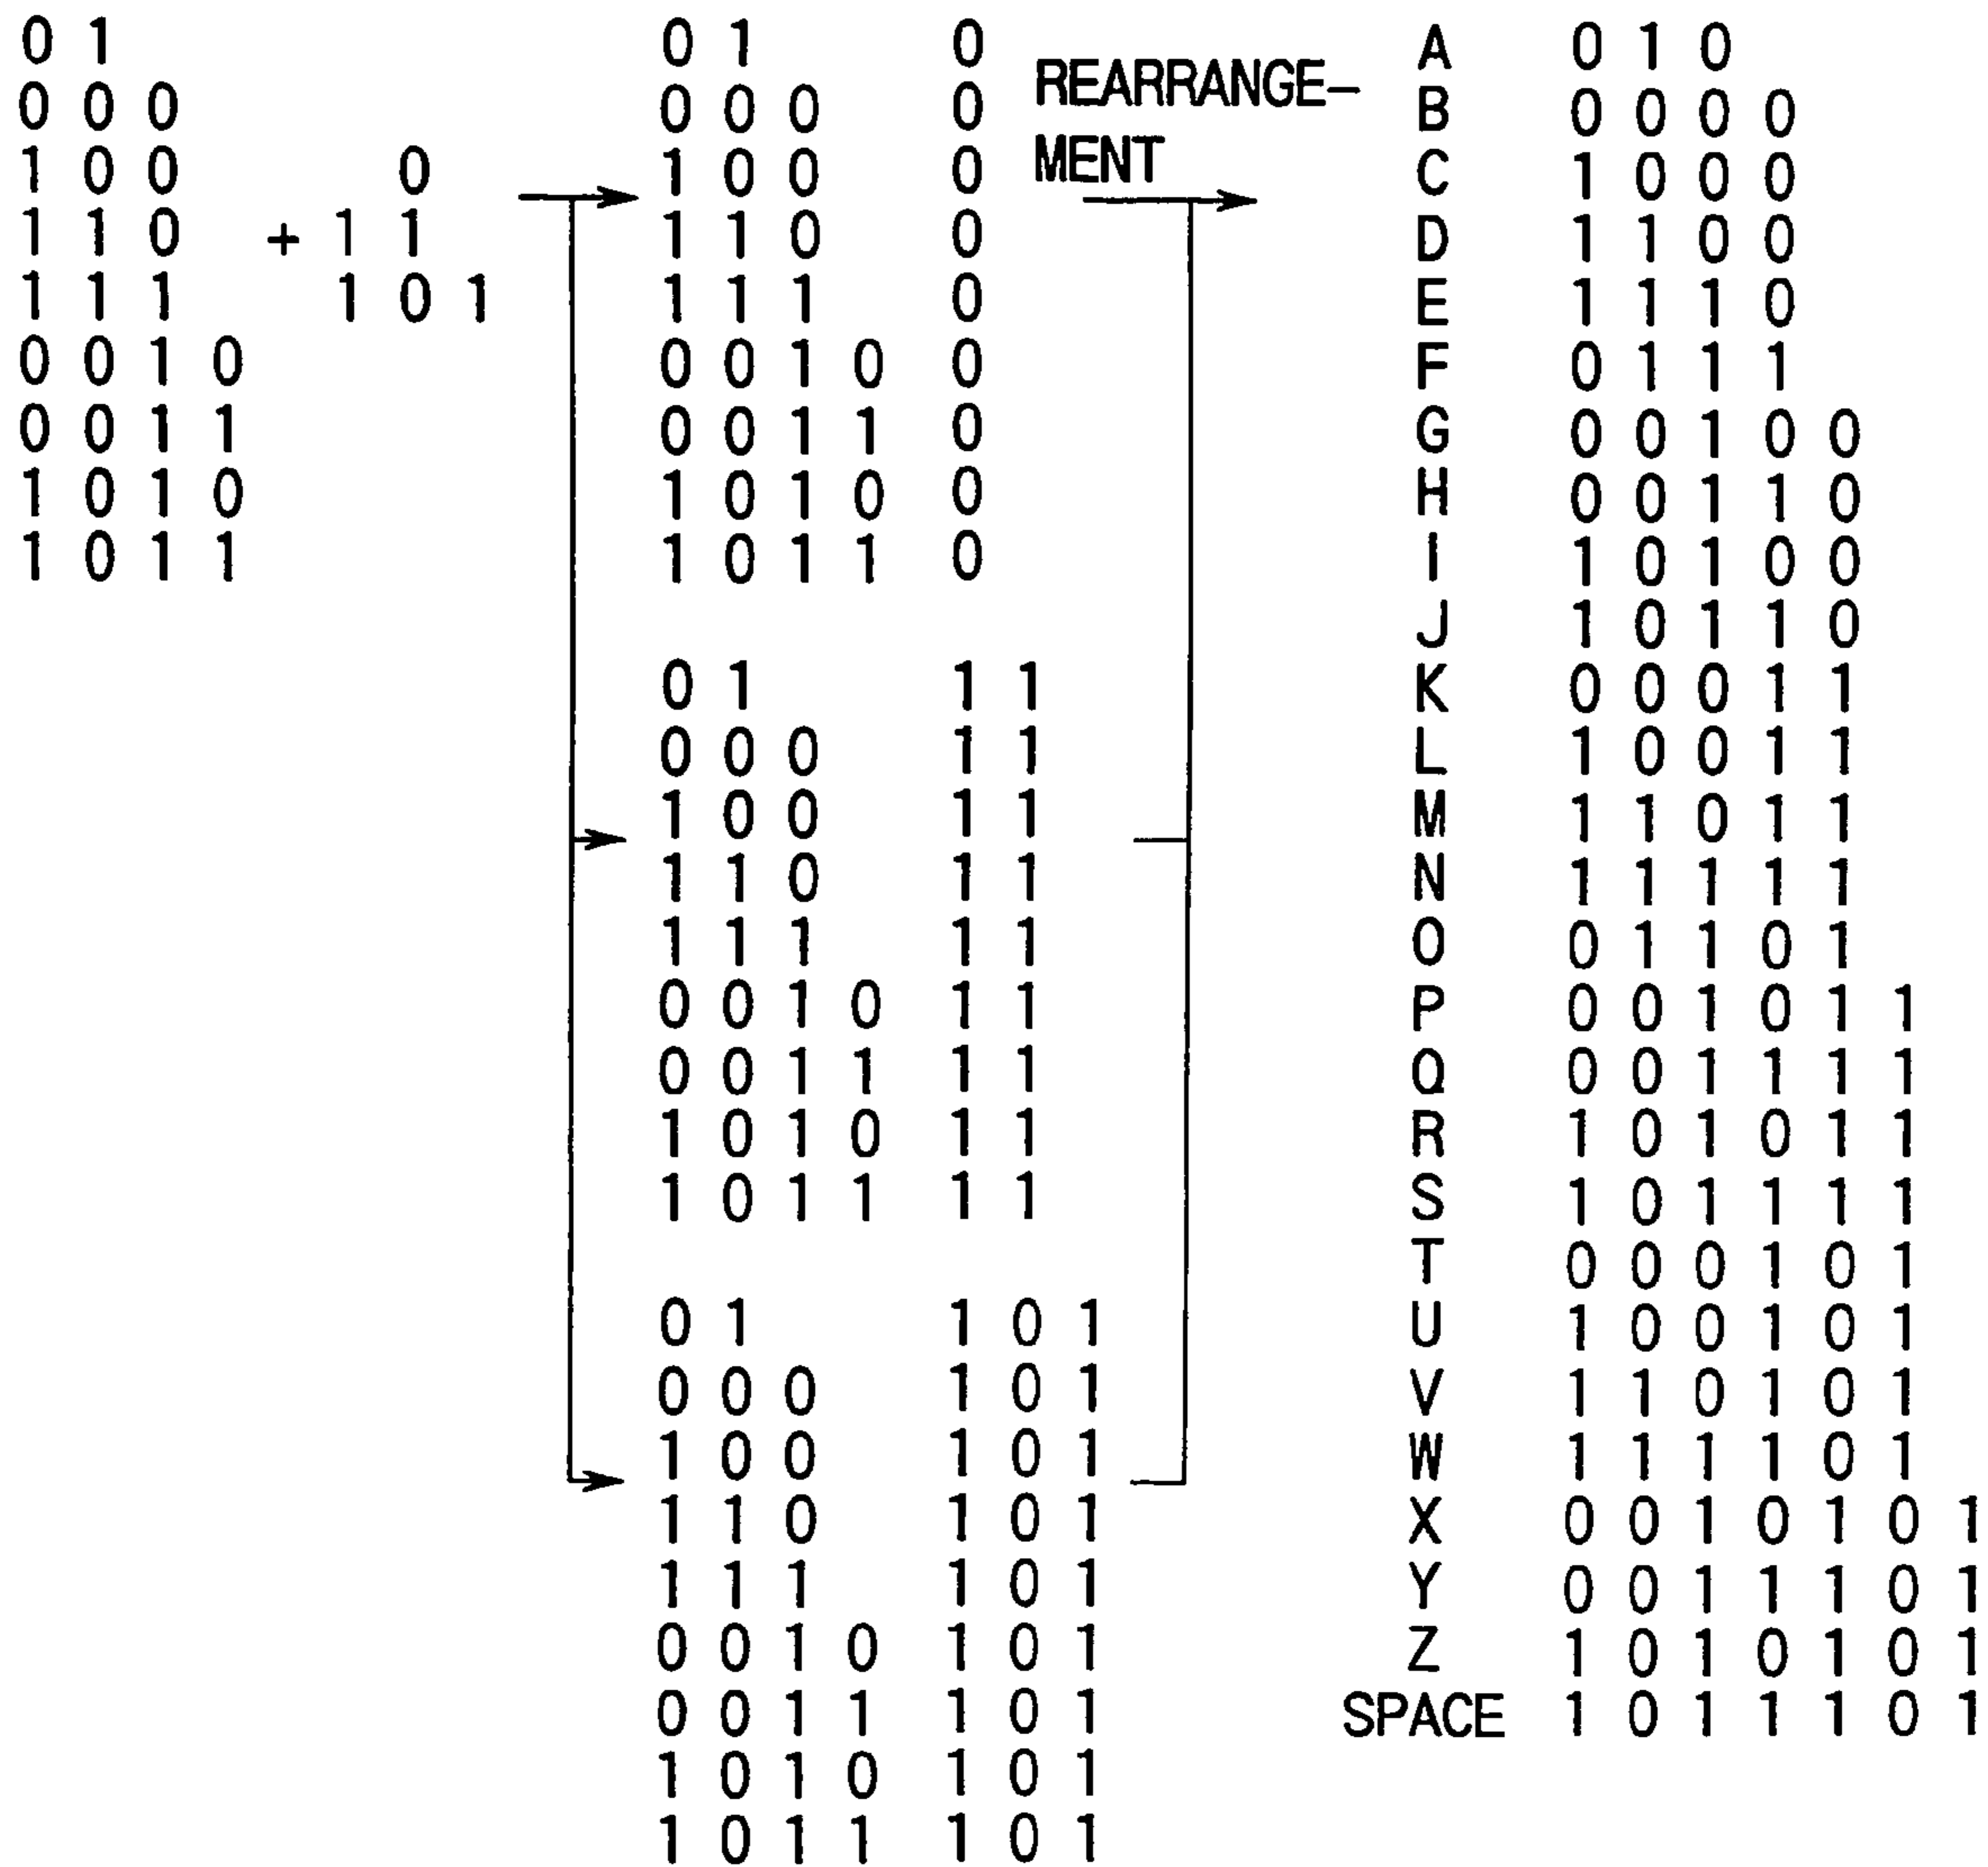 0 1
0 0 0
1 0 0
1 1 0
1 1 1
0 0 1 0
0 0 1 1
1 0 1 0
1 0 1 1
0
+ 1 1
1 0 1
0 1 0
0 0 0 0
1 0 0 0
1 1 0 0
1 1 1 0
0 0 1 0 0
0 0 1 1 0
1 0 1 0 0
1 0 1 1 0
0 1 1 1
0 0 0 1 1
1 0 0 1 1
1 1 0 1 1
1 1 1 1 1
0 0 1 0 1 1
0 0 1 1 1 1
1 0 1 0 1 1
1 0 1 1 1 1
0 1 1 0 1
0 0 0 1 0 1
1 0 0 1 0 1
1 1 0 1 0 1
1 1 1 1 0 1
0 0 1 0 1 0 1
0 0 1 1 1 0 1
1 0 1 0 1 0 1
1 0 1 1 1 0 1
REARRANGE-
MENT
A 0 1 0
B 0 0 0 0
C 1 0 0 0
D 1 1 0 0
E 1 1 1 0
F 0 1 1 1
G 0 0 1 0 0
H 0 0 1 1 0
I 1 0 1 0 0
J 1 0 1 1 0
K 0 0 0 1 1
L 1 0 0 1 1
M 1 1 0 1 1
N 1 1 1 1 1
O 0 1 1 0 1
P 0 0 1 0 1 1
Q 0 0 1 1 1 1
R 1 0 1 0 1 1
S 1 0 1 1 1 1
T 0 0 0 1 0 1
U 1 0 0 1 0 1
V 1 1 0 1 0 1
W 1 1 1 1 0 1
X 0 0 1 0 1 0 1
Y 0 0 1 1 1 0 1
Z 1 0 1 0 1 0 1
SPACE 1 0 1 1 1 0 1